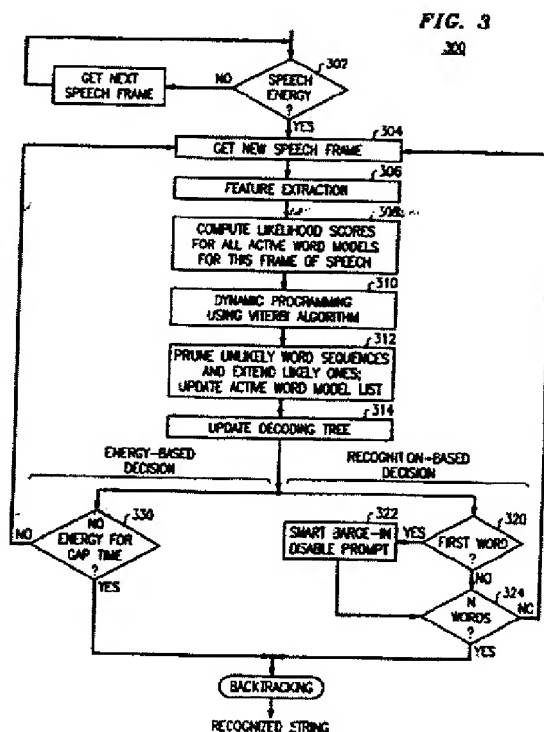 FIG. 3
300
302
SPEECH
ENERGY
?
NO
GET NEXT
SPEECH FRAME
YES
304
GET NEW SPEECH FRAME
306
FEATURE EXTRACTION
308
COMPUTE LIKELIHOOD SCORES
FOR ALL ACTIVE WORD MODELS
FOR THIS FRAME OF SPEECH
310
DYNAMIC PROGRAMMING
USING VITERBI ALGORITHM
312
PRUNE UNLIKELY WORD SEQUENCES
AND EXTEND LIKELY ONES;
UPDATE ACTIVE WORD MODEL LIST
314
UPDATE DECODING TREE
ENERGY-BASED
DECISION
RECOGNITION-BASED
DECISION
330
NO
ENERGY FOR
GAP TIME
?
NO
YES
322
SMART BARGE-IN
DISABLE PROMPT
YES
320
FIRST WORD
?
NO
324
N
WORDS
?
NO
YES
BACKTRACKING
RECOGNIZED STRING